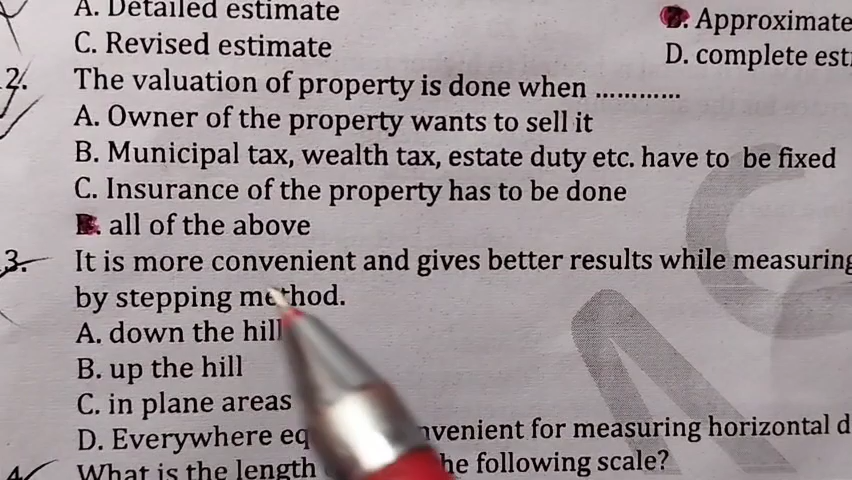 A. Detailed estimate
B. Approximate
C. Revised estimate
D. complete est
2. The valuation of property is done when .............
A. Owner of the property wants to sell it
B. Municipal tax, wealth tax, estate duty etc. have to be fixed
C. Insurance of the property has to be done
all of the above
3. It is more convenient and gives better results while measuring
by stepping method.
A. down the hill
B. up the hill
C. in plane areas
D. Everywhere eq nvenient for measuring horizontal d
4. What is the length he following scale?